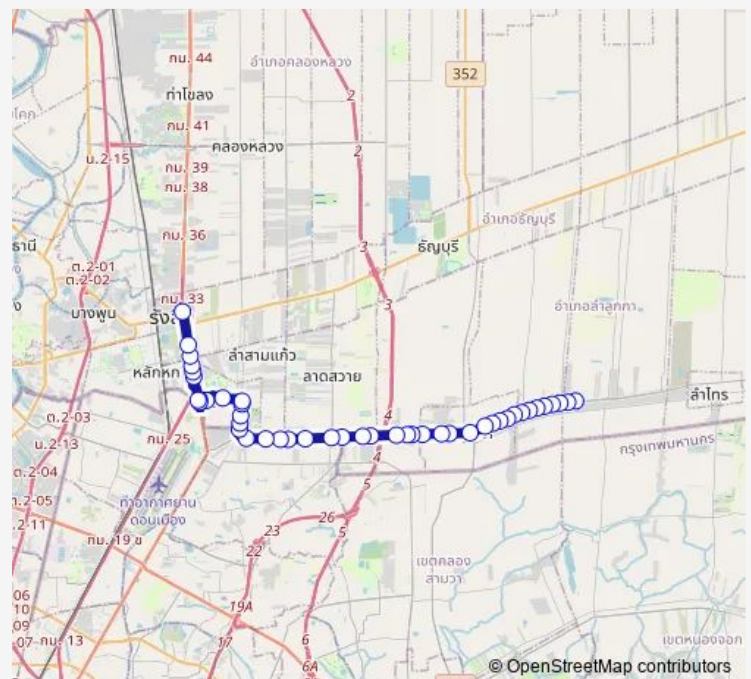 กม. 44
อำเภอคลองหลวง
352
ท่าโขลง
2
กม. 41
คลองหลวง
2
น.2-15
กม. 39
กม. 38
อำเภอธัญบุรี
กม. 36
ธานี
ธัญบุรี
3
ต.2-01
ต.2-02
กม. 33
3
บางพูน
อำเภอลำลูกกา
ลำสามแก้ว
หลักหก
ลาดสวาย
ลำไทร
ต.2-03
4
กม. 25
น.2-13
4
กรุงเทพมหานคร
ต.2-04
5
ท่าอากาศยาน
ดอนเมือง
ต.2-05
26
23
5
2-11
กม. 19 ข
22
เขตคลอง
สามวา
06
19A
10
09
6
07
กม. 13
17
6A
เขตหนองจอก
© OpenStreetMap contributors